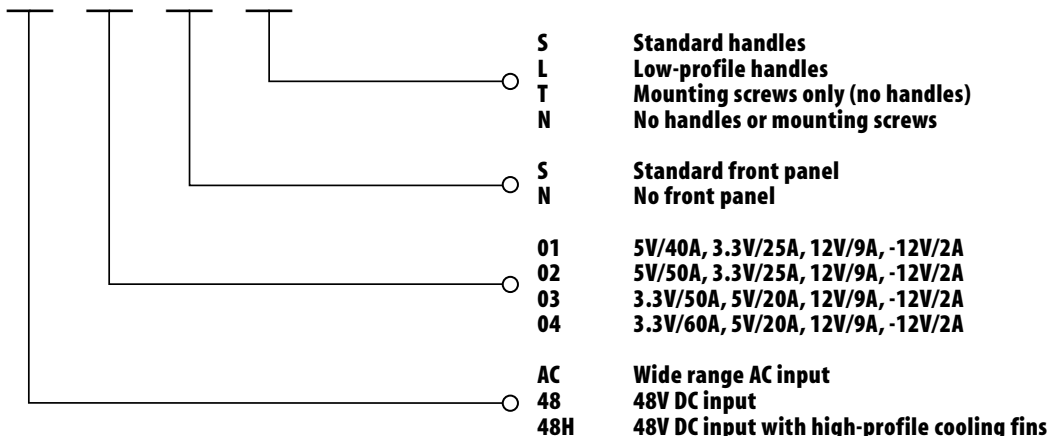 S Standard handles
L Low-profile handles
T Mounting screws only (no handles)
N No handles or mounting screws
S Standard front panel
N No front panel
01 5V/40A, 3.3V/25A, 12V/9A, -12V/2A
02 5V/50A, 3.3V/25A, 12V/9A, -12V/2A
03 3.3V/50A, 5V/20A, 12V/9A, -12V/2A
04 3.3V/60A, 5V/20A, 12V/9A, -12V/2A
AC Wide range AC input
48 48V DC input
48H 48V DC input with high-profile cooling fins